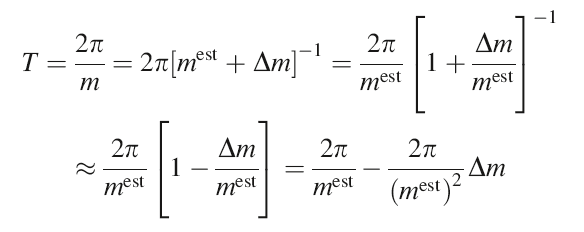 T = 2π/m = 2π[m^est + Δm]^−1 = 2π/m^est [1 + Δm/m^est]^−1
≈ 2π/m^est [1 − Δm/m^est] = 2π/m^est − 2π/(m^est)^2 Δm